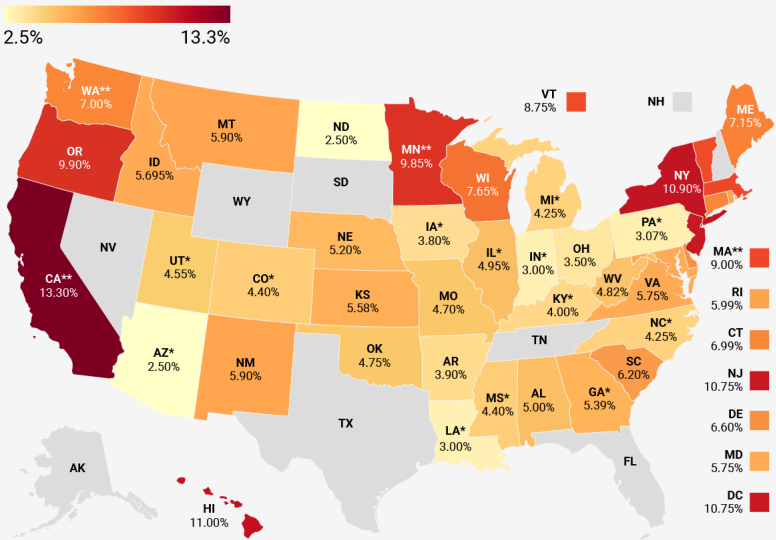 2.5%
13.3%
WA**
7.00%
OR
9.90%
CA**
13.30%
NV
ID
5.695%
MT
5.90%
WY
UT*
4.55%
AZ*
2.50%
CO*
4.40%
NM
5.90%
ND
2.50%
SD
NE
5.20%
KS
5.58%
OK
4.75%
TX
MN**
9.85%
IA*
3.80%
MO
4.70%
AR
3.90%
LA*
3.00%
WI
7.65%
IL*
4.95%
MI*
4.25%
IN*
3.00%
OH
3.50%
KY*
4.00%
TN
MS*
4.40%
AL
5.00%
GA*
5.39%
FL
SC
6.20%
NC*
4.25%
VA
5.75%
WV
4.82%
PA*
3.07%
NY
10.90%
VT
8.75%
NH
ME
7.15%
MA**
9.00%
RI
5.99%
CT
6.99%
NJ
10.75%
DE
6.60%
MD
5.75%
DC
10.75%
AK
HI
11.00%